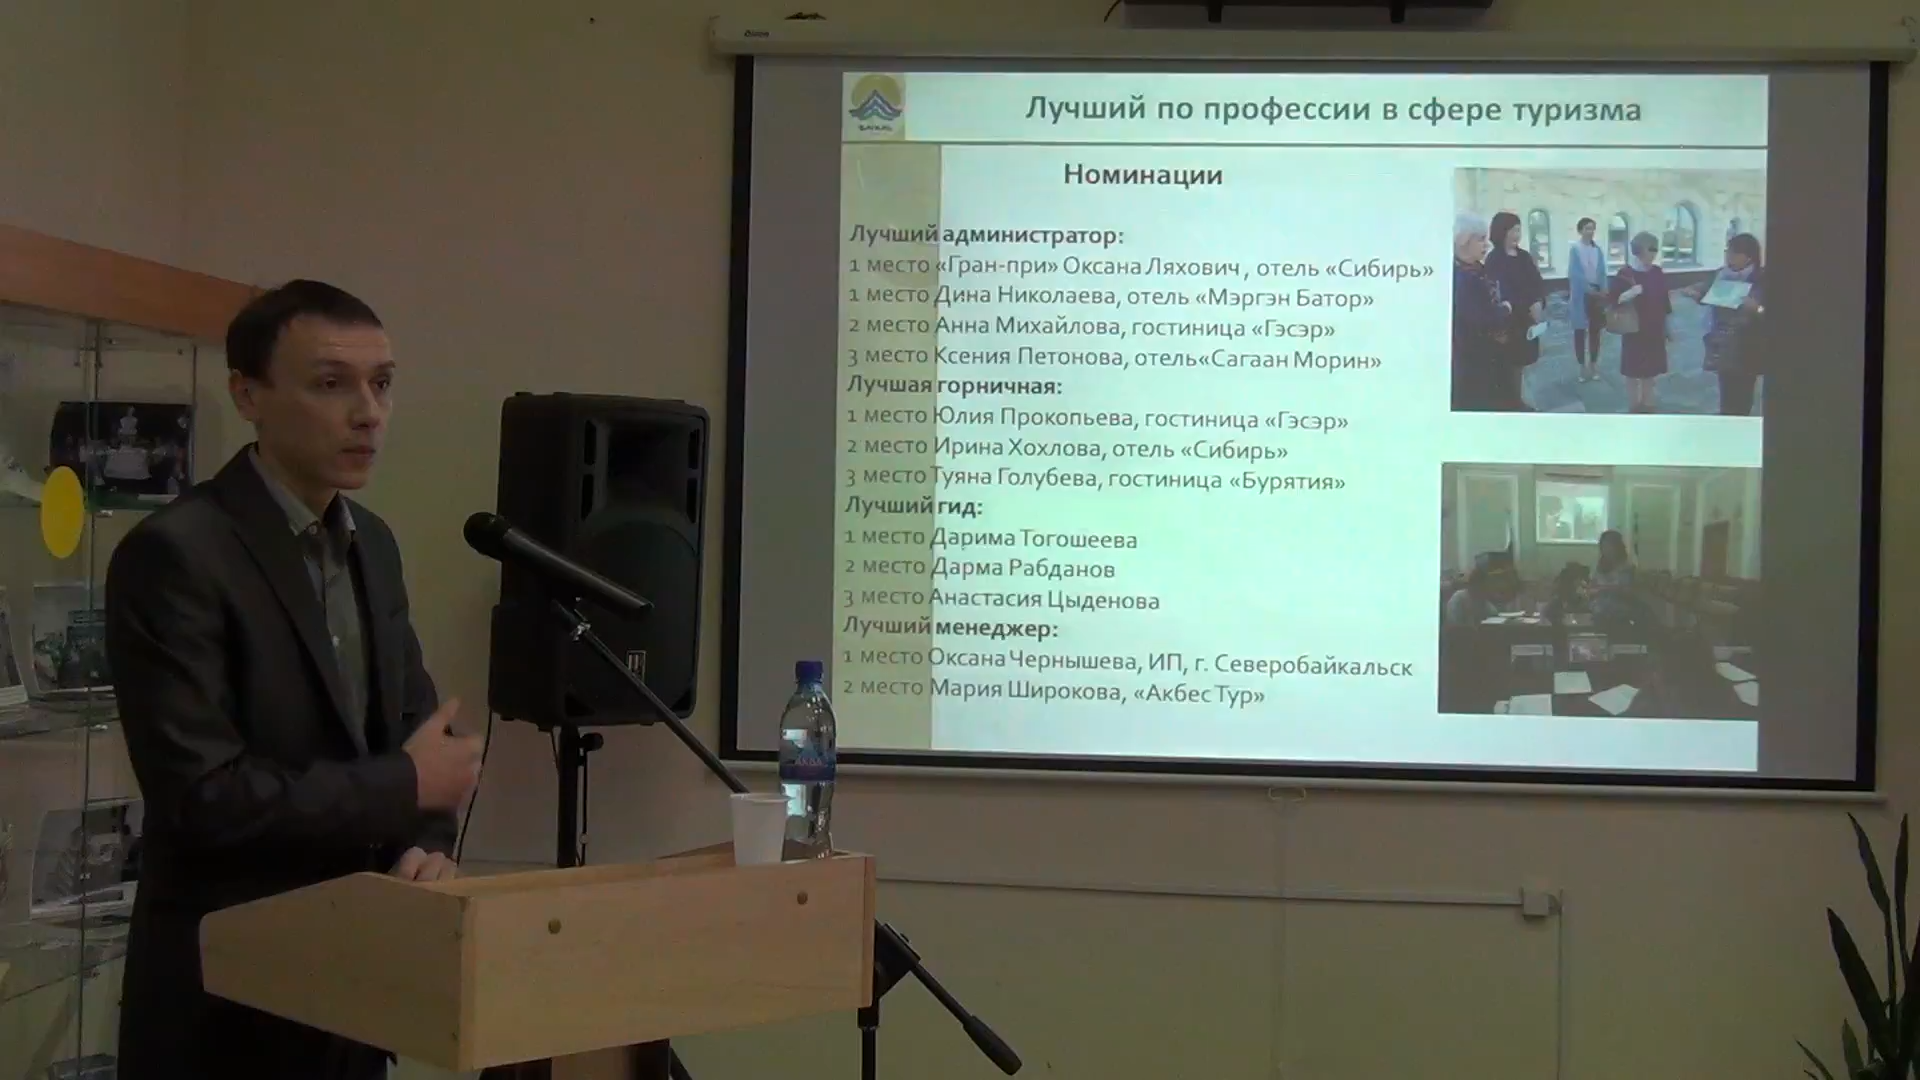 Лучший по профессии в сфере туризма
Номинации
Лучший администратор:
1 место «Гран-при» Оксана Ляхович , отель «Сибирь»
1 место Дина Николаева, отель «Мэргэн Батор»
2 место Анна Михайлова, гостиница «Гэсэр»
3 место Ксения Петонова, отель«Сагаан Морин»
Лучшая горничная:
1 место Юлия Прокопьева, гостиница «Гэсэр»
2 место Ирина Хохлова, отель «Сибирь»
3 место Туяна Голубева, гостиница «Бурятия»
Лучший гид:
1 место Дарима Тогошеева
2 место Дарма Рабданов
3 место Анастасия Цыденова
Лучший менеджер:
1 место Оксана Чернышева, ИП, г. Северобайкальск
2 место Мария Широкова, «Акбес Тур»